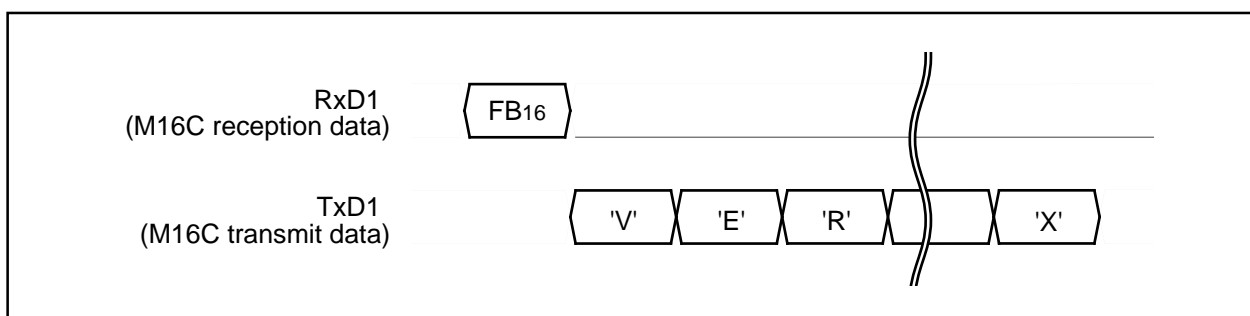 RxD1
(M16C reception data)
FB16
TxD1
(M16C transmit data)
'V' 'E' 'R' 'X'